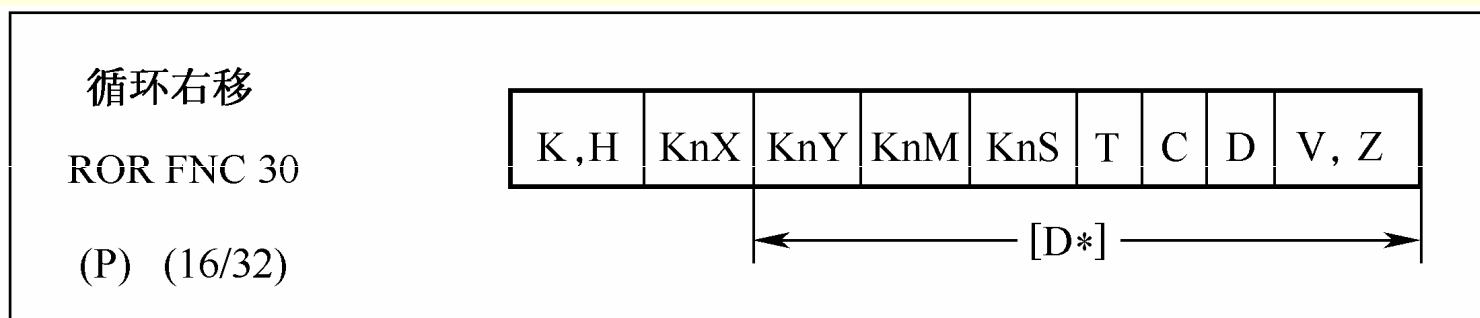 循环右移
K ,H KnX KnY KnM KnS T C D V, Z
ROR FNC 30
[D*]
(P) (16/32)